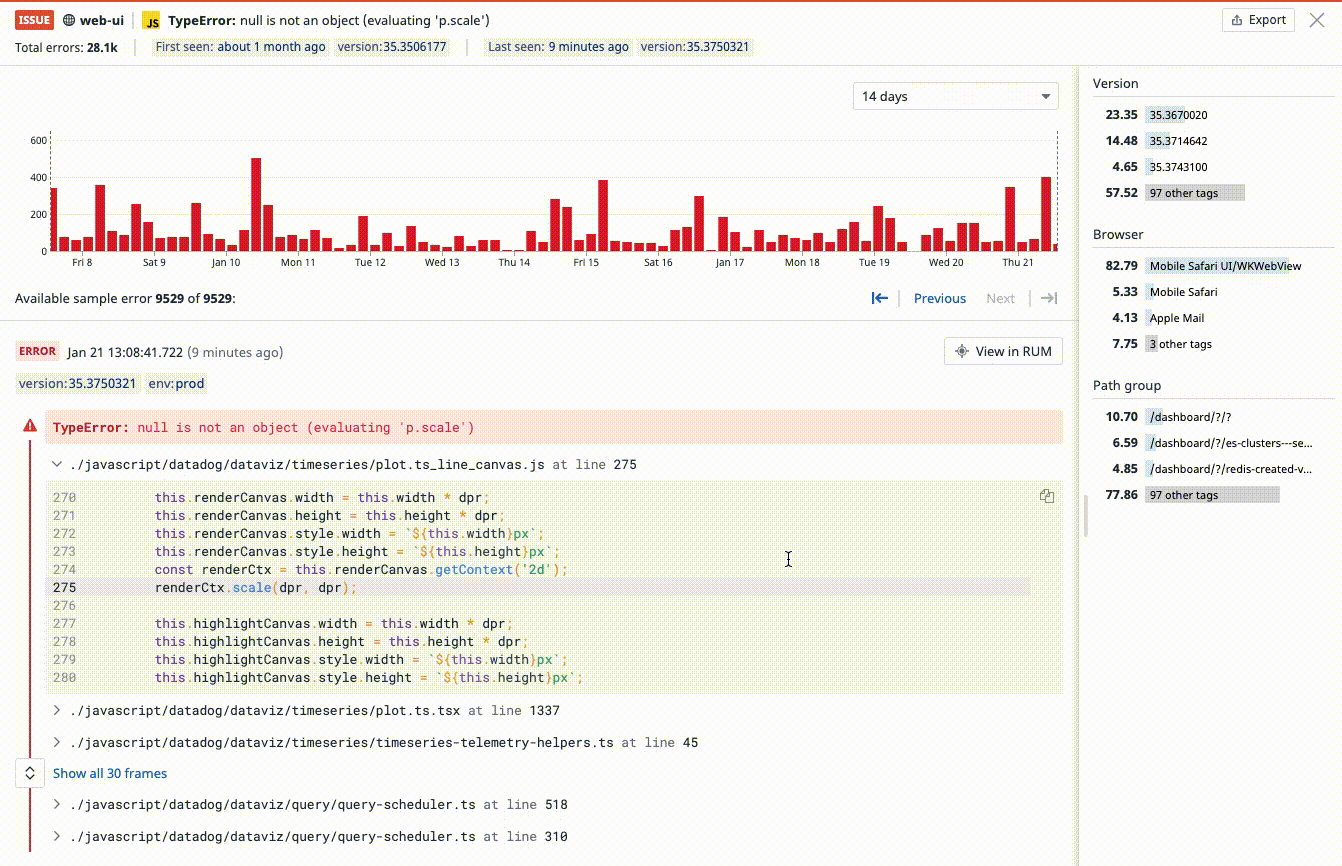 ISSUE web-ui JS TypeError: null is not an object (evaluating 'p.scale') Export
Total errors: 28.1k First seen: about 1 month ago version:35.3506177 Last seen: 9 minutes ago version:35.3750321
14 days
600
400
200
0
Fri 8 Sat 9 Jan 10 Mon 11 Tue 12 Wed 13 Thu 14 Fri 15 Sat 16 Jan 17 Mon 18 Tue 19 Wed 20 Thu 21
Available sample error 9529 of 9529: Previous Next
ERROR Jan 21 13:08:41.722 (9 minutes ago) View in RUM
version:35.3750321 env:prod
TypeError: null is not an object (evaluating 'p.scale')
./javascript/datadog/dataviz/timeseries/plot.ts_line_canvas.js at line 275
270 this.renderCanvas.width = this.width * dpr;
271 this.renderCanvas.height = this.height * dpr;
272 this.renderCanvas.style.width = `${this.width}px`;
273 this.renderCanvas.style.height = `${this.height}px`;
274 const renderCtx = this.renderCanvas.getContext('2d');
275 renderCtx.scale(dpr, dpr);
276
277 this.highlightCanvas.width = this.width * dpr;
278 this.highlightCanvas.height = this.height * dpr;
279 this.highlightCanvas.style.width = `${this.width}px`;
280 this.highlightCanvas.style.height = `${this.height}px`;
./javascript/datadog/dataviz/timeseries/plot.ts.tsx at line 1337
./javascript/datadog/dataviz/timeseries/timeseries-telemetry-helpers.ts at line 45
Show all 30 frames
./javascript/datadog/dataviz/query/query-scheduler.ts at line 518
./javascript/datadog/dataviz/query/query-scheduler.ts at line 310
Version
23.35 35.3670020
14.48 35.3714642
4.65 35.3743100
57.52 97 other tags
Browser
82.79 Mobile Safari UI/WKWebView
5.33 Mobile Safari
4.13 Apple Mail
7.75 3 other tags
Path group
10.70 /dashboard/?/?
6.59 /dashboard/?/es-clusters---se...
4.85 /dashboard/?/redis-created-v...
77.86 97 other tags